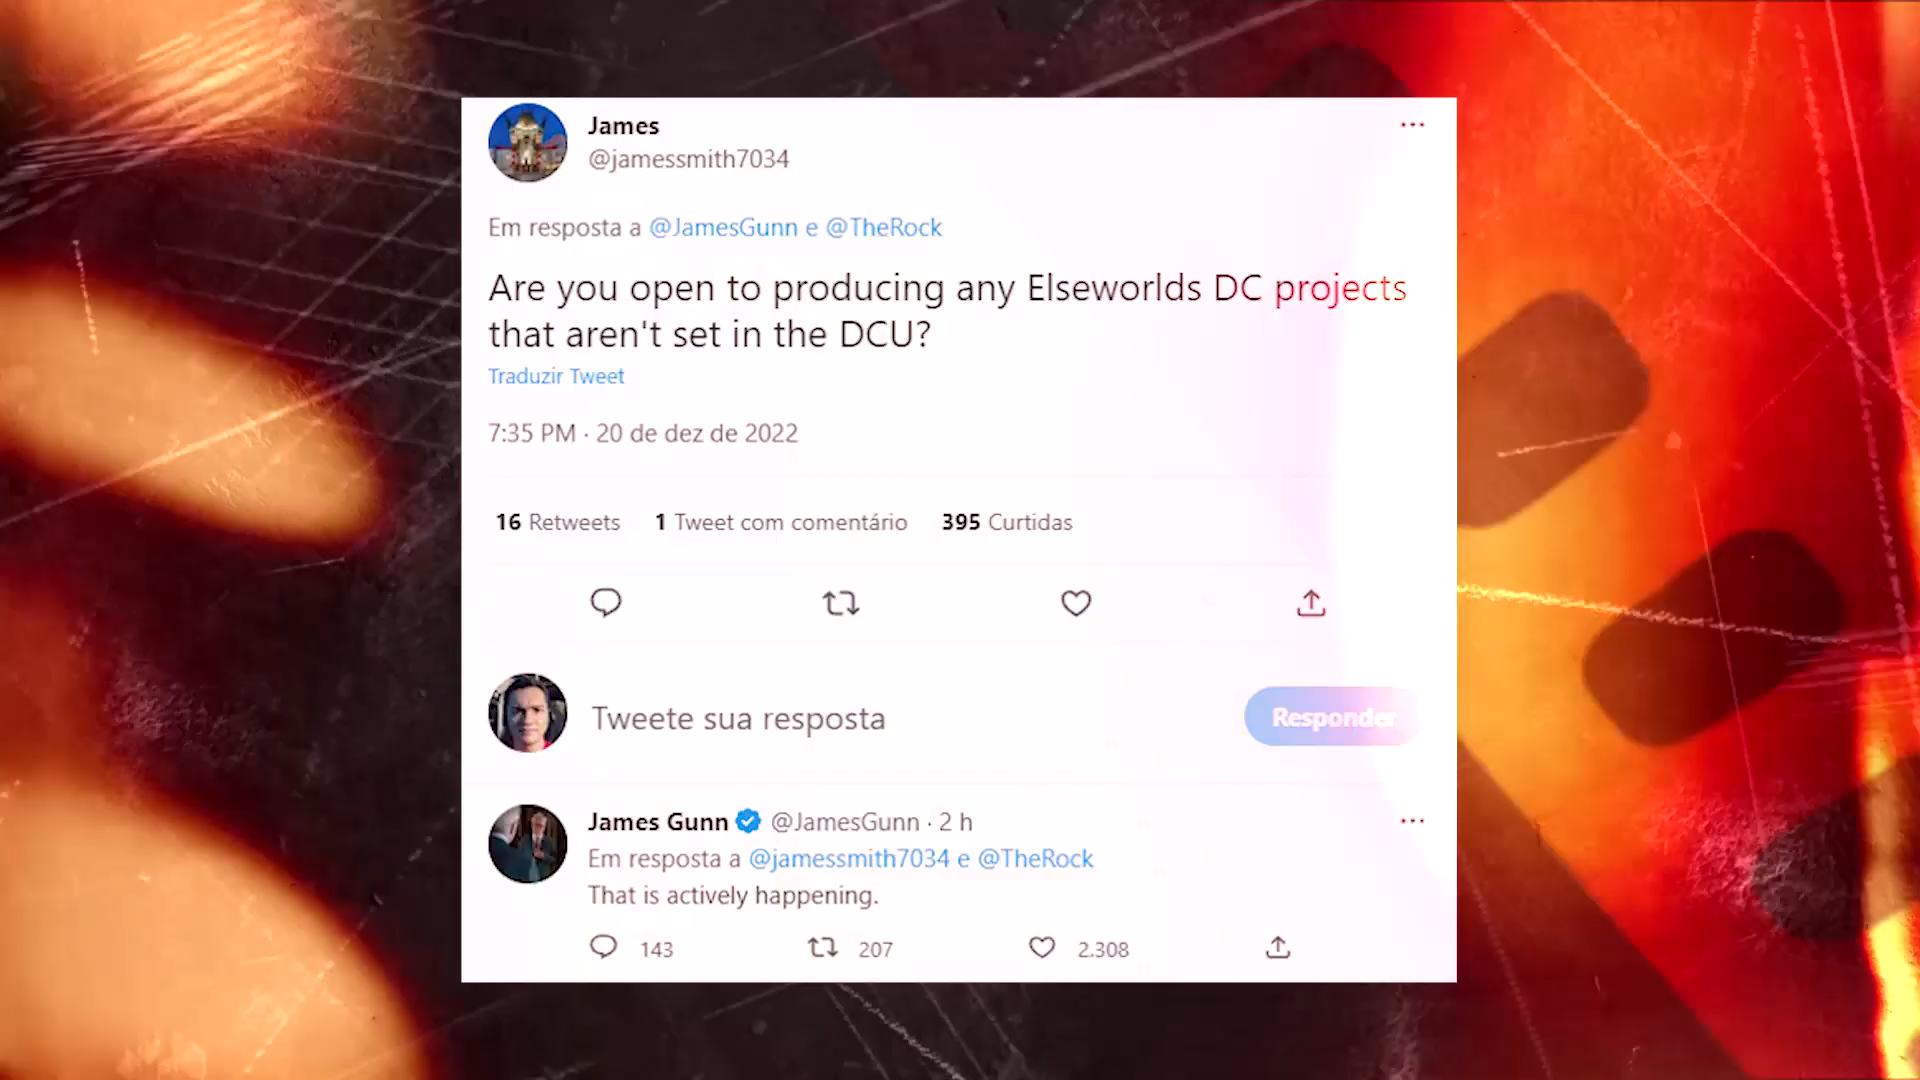 James
@jamessmith7034
Em resposta a @JamesGunn e @TheRock
Are you open to producing any Elseworlds DC projects
that aren't set in the DCU?
Traduzir Tweet
7:35 PM · 20 de dez de 2022
16 Retweets 1 Tweet com comentário 395 Curtidas
Tweete sua resposta
Responder
James Gunn @JamesGunn · 2 h
Em resposta a @jamessmith7034 e @TheRock
That is actively happening.
143 207 2.308